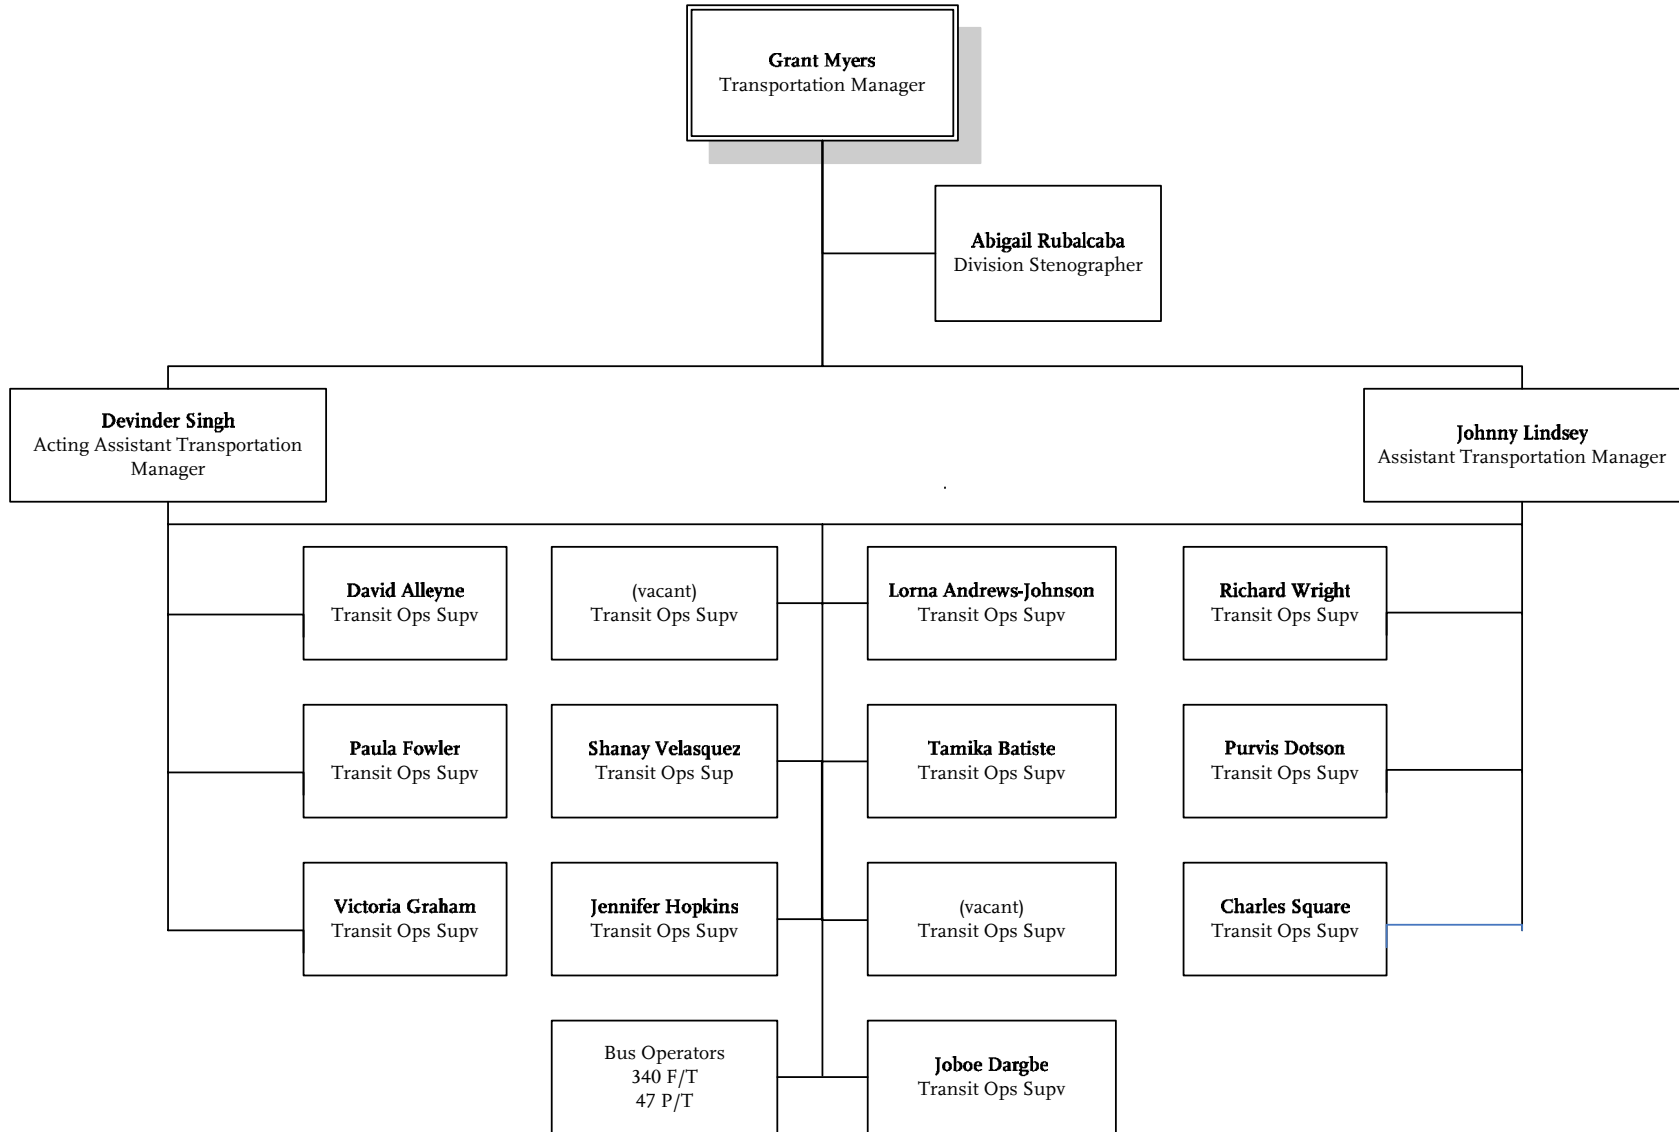 Grant Myers
Transportation Manager
Abigail Rubalcaba
Division Stenographer
Devinder Singh
Acting Assistant Transportation
Manager
Johnny Lindsey
Assistant Transportation Manager
.
David Alleyne
Transit Ops Supv
(vacant)
Transit Ops Supv
Lorna Andrews-Johnson
Transit Ops Supv
Richard Wright
Transit Ops Supv
Paula Fowler
Transit Ops Supv
Shanay Velasquez
Transit Ops Sup
Tamika Batiste
Transit Ops Supv
Purvis Dotson
Transit Ops Supv
Victoria Graham
Transit Ops Supv
Jennifer Hopkins
Transit Ops Supv
(vacant)
Transit Ops Supv
Charles Square
Transit Ops Supv
Bus Operators
340 F/T
47 P/T
Joboe Dargbe
Transit Ops Supv